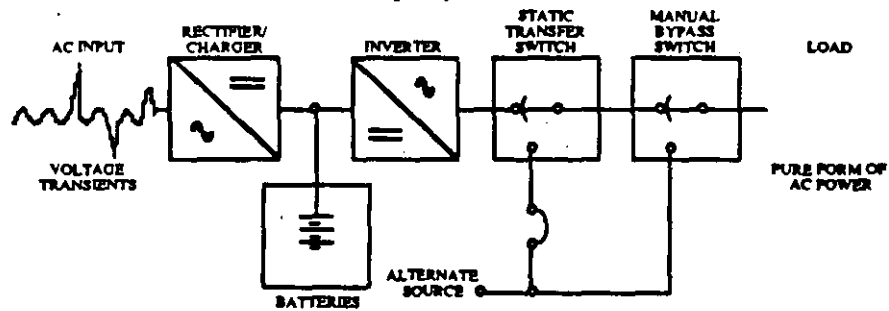 AC INPUT
VOLTAGE
TRANSIENTS
RECTIFIER/
CHARGER
BATTERIES
INVERTER
STATIC
TRANSFER
SWITCH
MANUAL
BYPASS
SWITCH
LOAD
PURE FORM OF
AC POWER
ALTERNATE
SOURCE